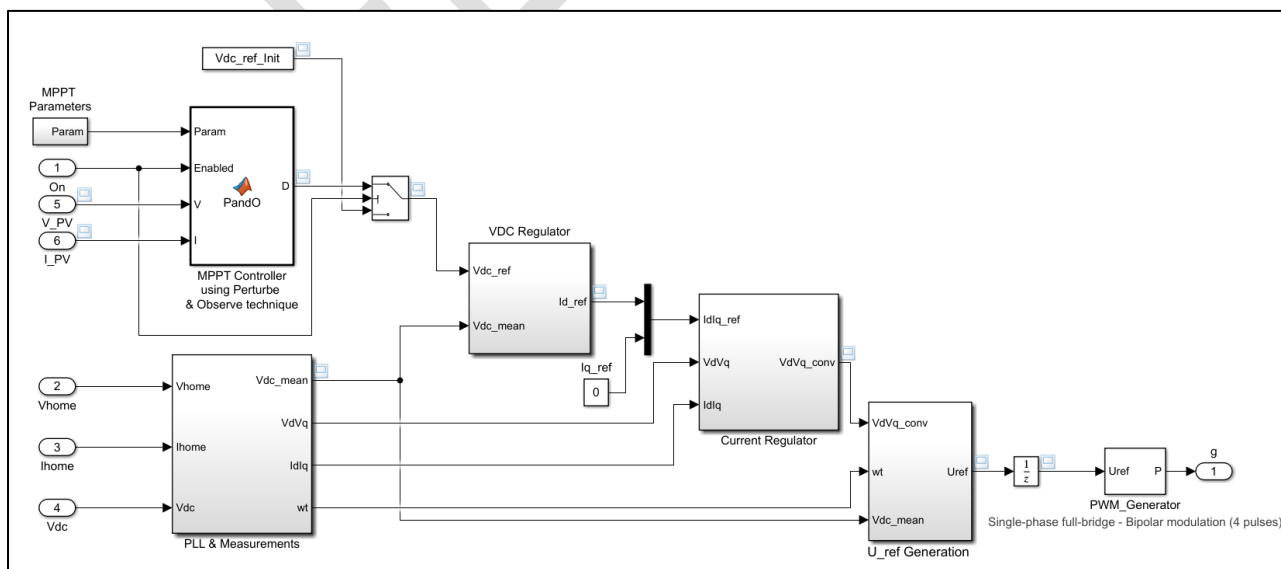 Vdc_ref_Init
MPPT
Parameters
Param
Param
1
Enabled
On
D
PandO
5
V
V_PV
6
I
I_PV
MPPT Controller
using Perturbe
& Observe technique
VDC Regulator
Vdc_ref
Id_ref
Vdc_mean
Iq_ref
0
IdIq_ref
VdVq
VdVq_conv
IdIq
Current Regulator
2
Vhome
Vhome
Vdc_mean
VdVq
3
Ihome
Ihome
IdIq
4
Vdc
Vdc
wt
PLL & Measurements
VdVq_conv
wt
Uref
Vdc_mean
U_ref Generation
1
z
Uref
P
PWM_Generator
g
1
Single-phase full-bridge - Bipolar modulation (4 pulses)